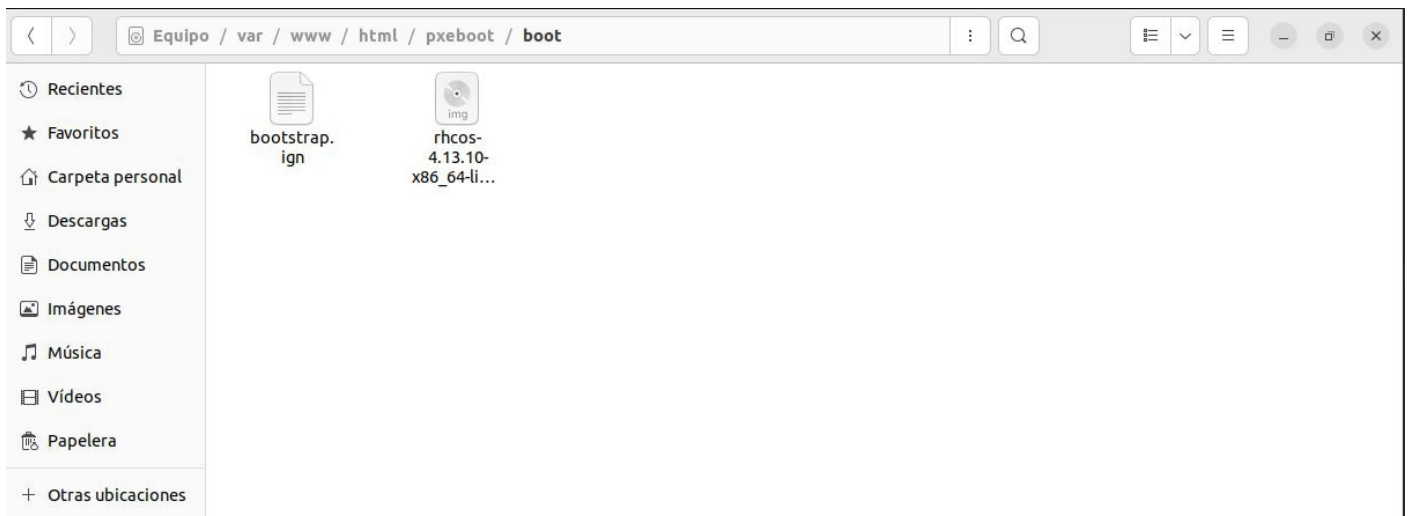 Equipo / var / www / html / pxeboot / boot
Recientes
Favoritos
Carpeta personal
Descargas
Documentos
Imágenes
Música
Vídeos
Papelera
+ Otras ubicaciones
bootstrap.
ign
img
rhcos-
4.13.10-
x86_64-li...